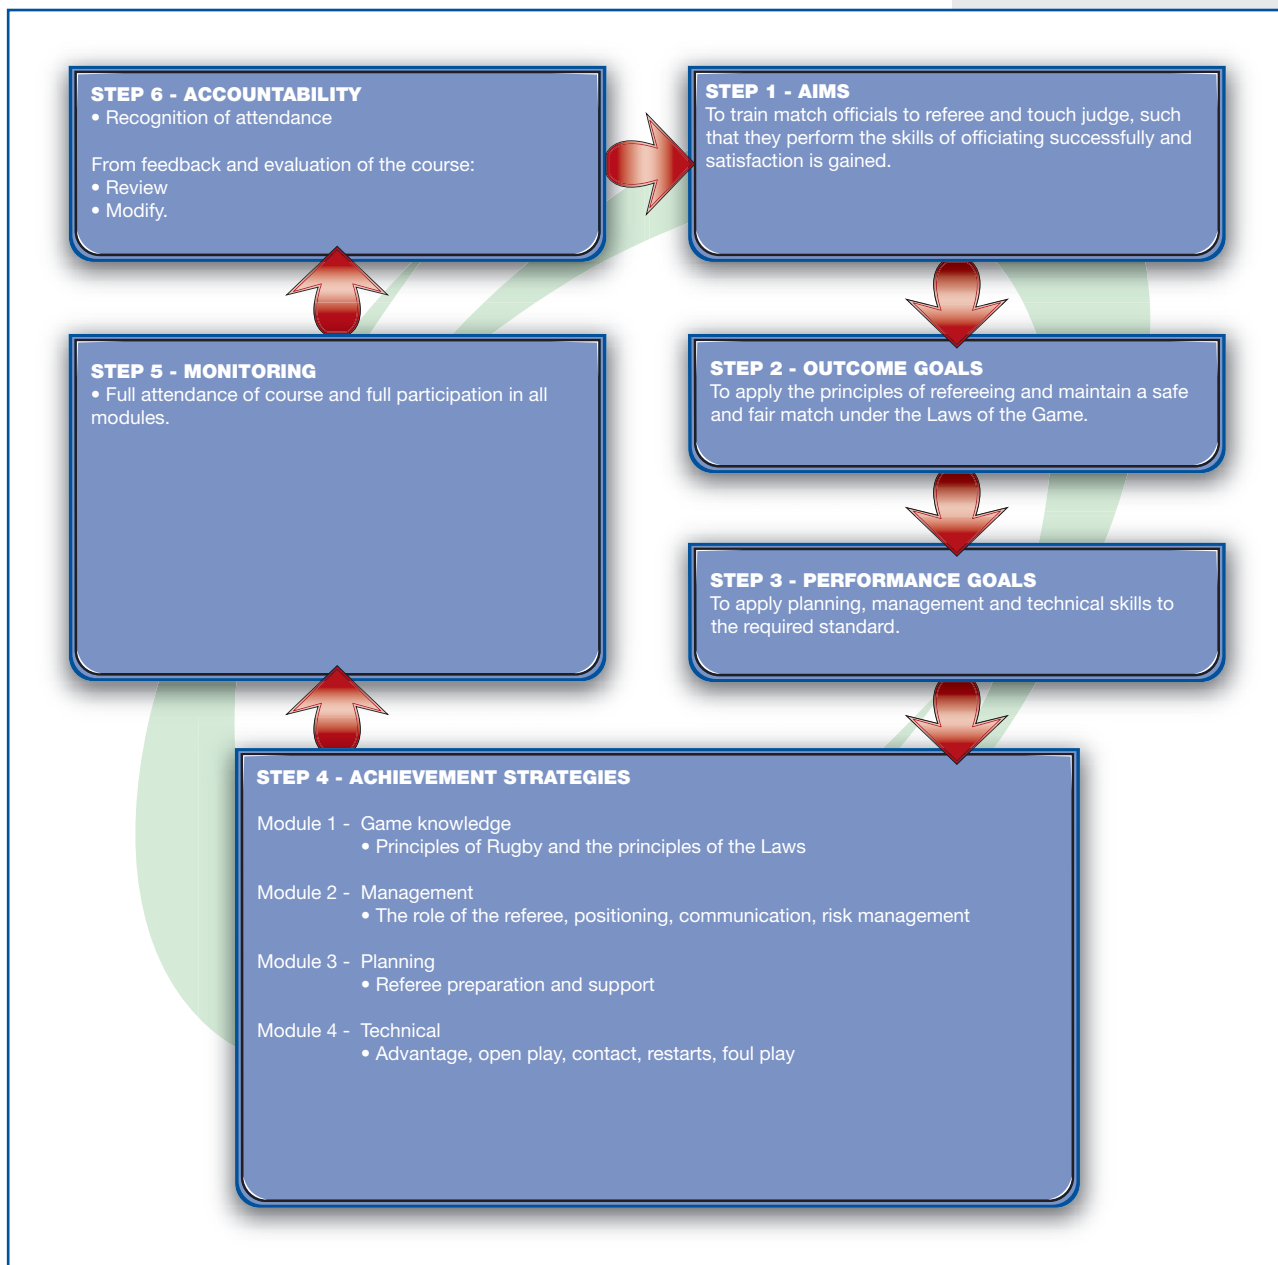 STEP 6 - ACCOUNTABILITY
• Recognition of attendance
From feedback and evaluation of the course:
• Review
• Modify.
STEP 1 - AIMS
To train match officials to referee and touch judge, such
that they perform the skills of officiating successfully and
satisfaction is gained.
STEP 5 - MONITORING
• Full attendance of course and full participation in all
modules.
STEP 2 - OUTCOME GOALS
To apply the principles of refereeing and maintain a safe
and fair match under the Laws of the Game.
STEP 3 - PERFORMANCE GOALS
To apply planning, management and technical skills to
the required standard.
STEP 4 - ACHIEVEMENT STRATEGIES
Module 1 - Game knowledge
• Principles of Rugby and the principles of the Laws
Module 2 - Management
• The role of the referee, positioning, communication, risk management
Module 3 - Planning
• Referee preparation and support
Module 4 - Technical
• Advantage, open play, contact, restarts, foul play